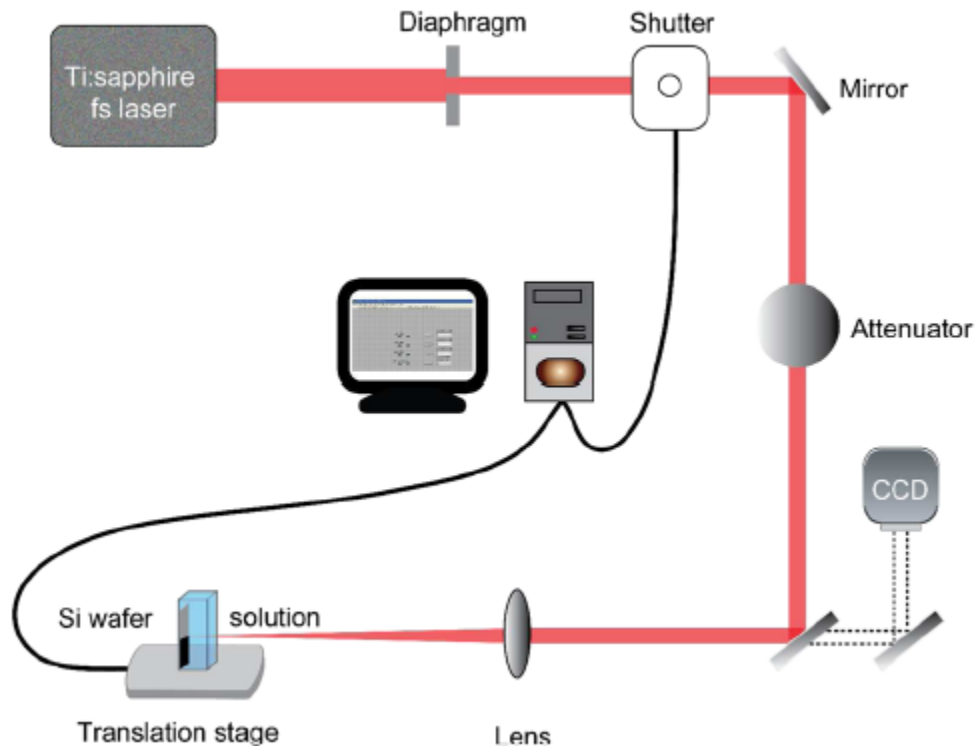 Diaphragm
Shutter
Ti:sapphire
fs laser
Mirror
Attenuator
CCD
Si wafer
solution
Translation stage
Lens